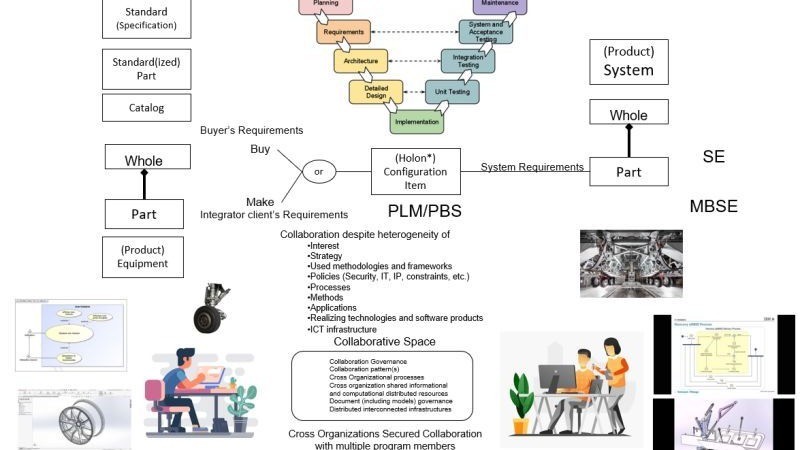 Planning
Maintenance
Standard
(Specification)
Requirements
System and
Acceptance
Testing
Standard(ized)
Part
Architecture
Integration
Testing
(Product)
System
Catalog
Detailed
Design
Unit Testing
Implementation
Whole
Buyer's Requirements
Buy
Whole
or
(Holon*)
Configuration
Item
System Requirements
Part
SE
Make
Integrator client's Requirements
Part
PLM/PBS
MBSE
(Product)
Equipment
Collaboration despite heterogeneity of
•Interest
•Strategy
•Used methodologies and frameworks
•Policies (Security, IT, IP, constraints, etc.)
•Processes
•Methods
•Applications
•Realizing technologies and software products
•ICT infrastructure
Collaborative Space
Collaboration Governance
Collaboration pattern(s)
Cross Organizational processes
Cross organization shared informational
and computational distributed resources
Document (including models) governance
Distributed interconnected infrastructures
Cross Organizations Secured Collaboration
with multiple program members